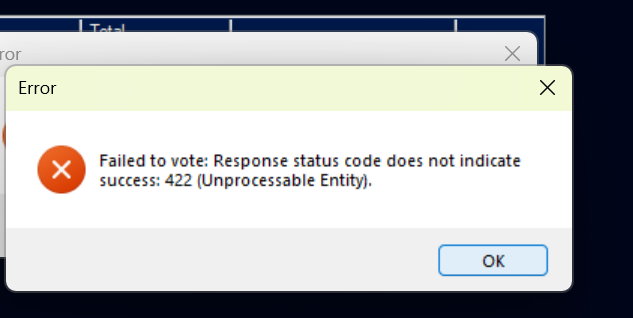 Total
ror
Error
Failed to vote: Response status code does not indicate
success: 422 (Unprocessable Entity).
OK